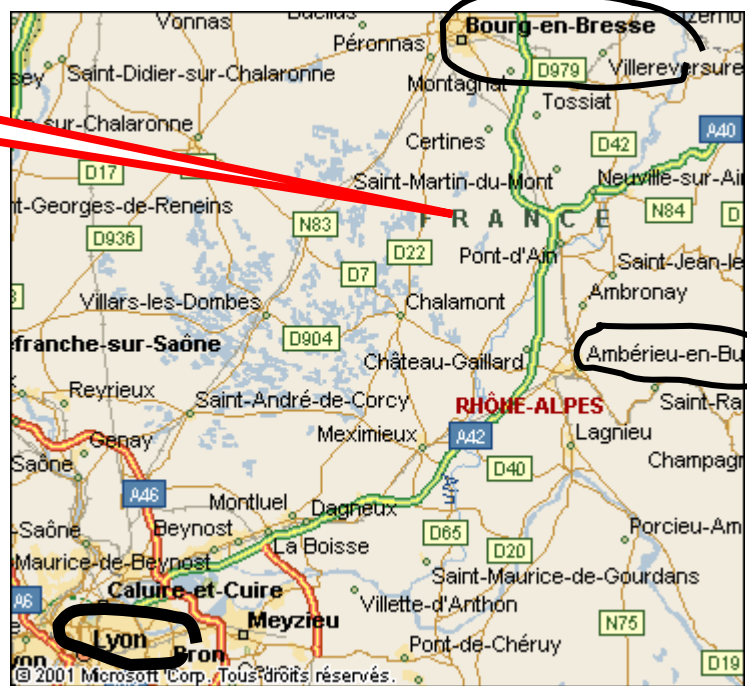 Vonnas
Bourg-en-Bresse
Péronnas
D979
Villereversure
Saint-Didier-sur-Chalaronne
Montagnat
Tossiat
sur-Chalaronne
A40
Certines
D42
D17
Saint-Martin-du-Mont
Neuville-sur-Ai
t-Georges-de-Reneins
N83
FRANCE
N84
D
D936
D22
Pont-d'Ain
Saint-Jean-le
D7
Ambronay
Villars-les-Dombes
Chalamont
D904
franche-sur-Saône
Château-Gaillard
Ambérieu-en-Bu
Reyrieux
Saint-André-de-Corcy
RHÔNE-ALPES
Saint-Ra
Genay
Meximieux
A42
Lagnieu
Saône
D40
Champagn
A46
Ain
Montluel
Dagneux
-Saône
Beynost
D65
Porcieu-Am
La Boisse
D20
Maurice-de-Beynost
Saint-Maurice-de-Gourdans
A6
Caluire-et-Cuire
Villette-d'Anthon
Meyzieu
N75
Lyon
Bron
Pont-de-Chéruy
D19
© 2001 Microsoft Corp. Tous droits réservés.